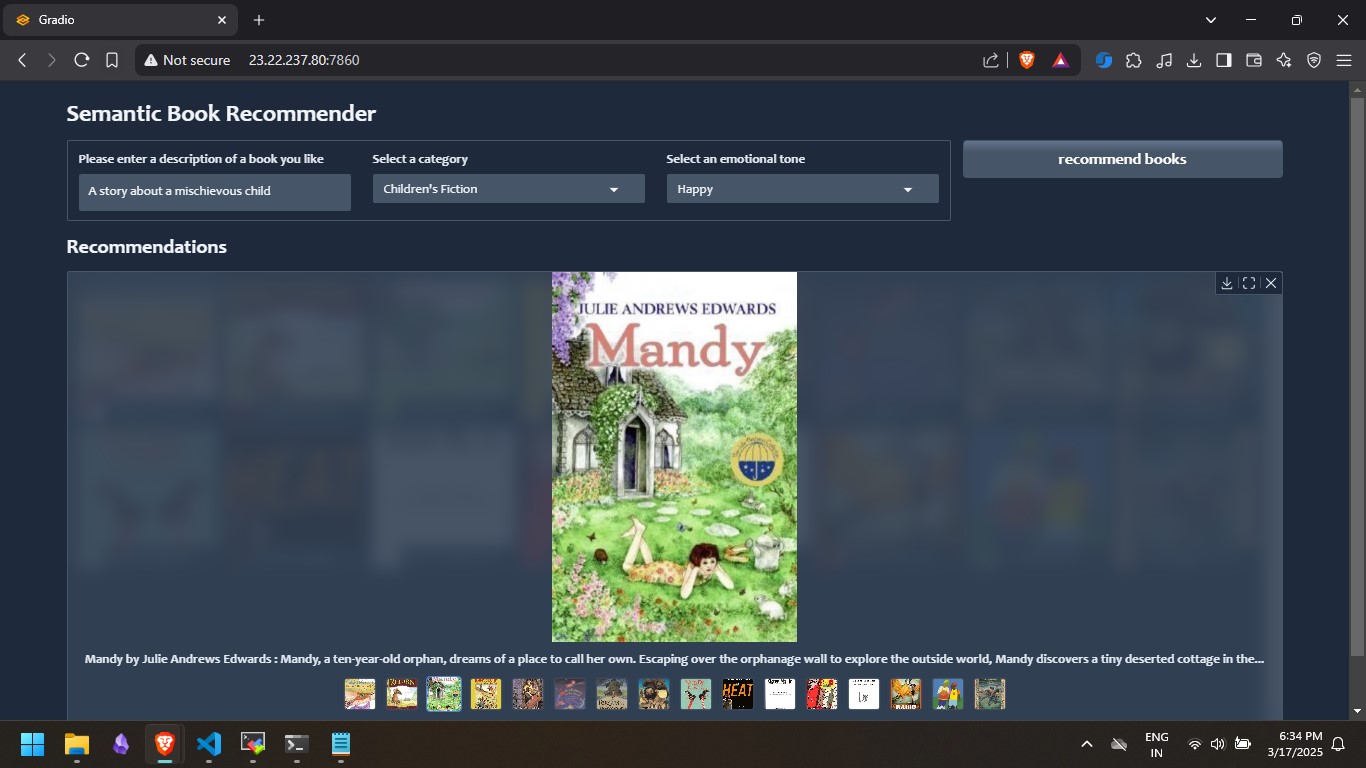 Gradio
Not secure
23.22.237.80:7860
Semantic Book Recommender
Please enter a description of a book you like
Select a category
Select an emotional tone
recommend books
A story about a mischievous child
Children's Fiction
Happy
Recommendations
JULIE ANDREWS EDWARDS
Mandy
Mandy by Julie Andrews Edwards : Mandy, a ten-year-old orphan, dreams of a place to call her own. Escaping over the orphanage wall to explore the outside world, Mandy discovers a tiny deserted cottage in the...
HEAT
ENG
IN
6:34 PM
3/17/2025